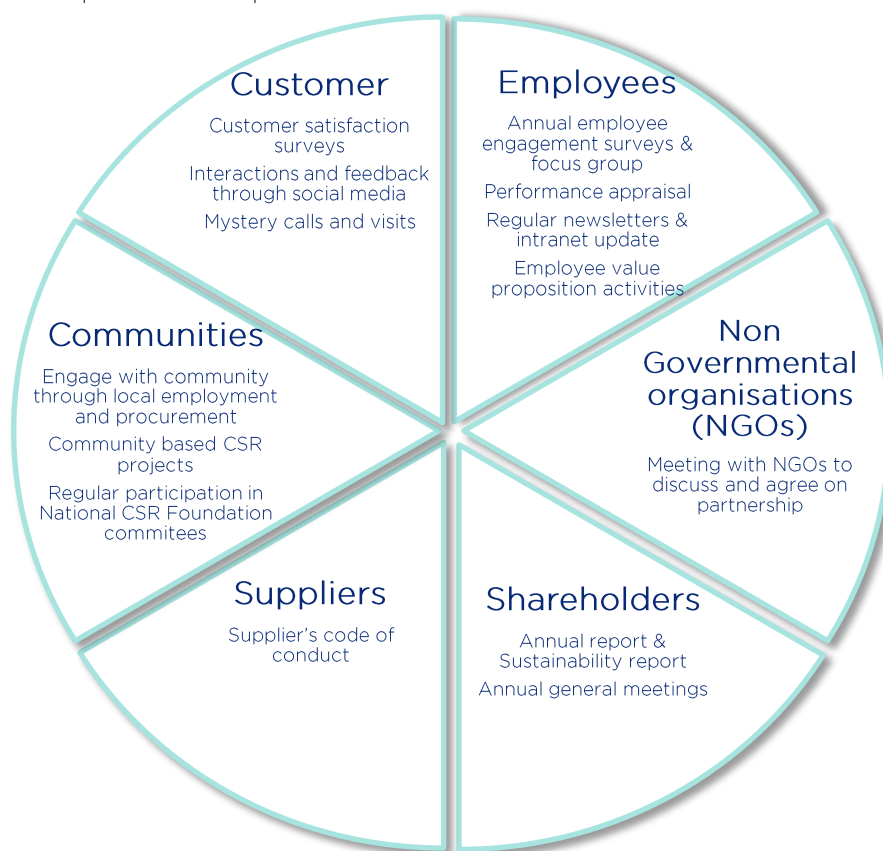 Customer
Customer satisfaction
surveys
Interactions and feedback
through social media
Mystery calls and visits
Employees
Annual employee
engagement surveys &
focus group
Performance appraisal
Regular newsletters &
intranet update
Employee value
proposition activities
Communities
Engage with community
through local employment
and procurement
Community based CSR
projects
Regular participation in
National CSR Foundation
commitees
Non
Governmental
organisations
(NGOs)
Meeting with NGOs to
discuss and agree on
partnership
Suppliers
Supplier's code of
conduct
Shareholders
Annual report &
Sustainability report
Annual general meetings